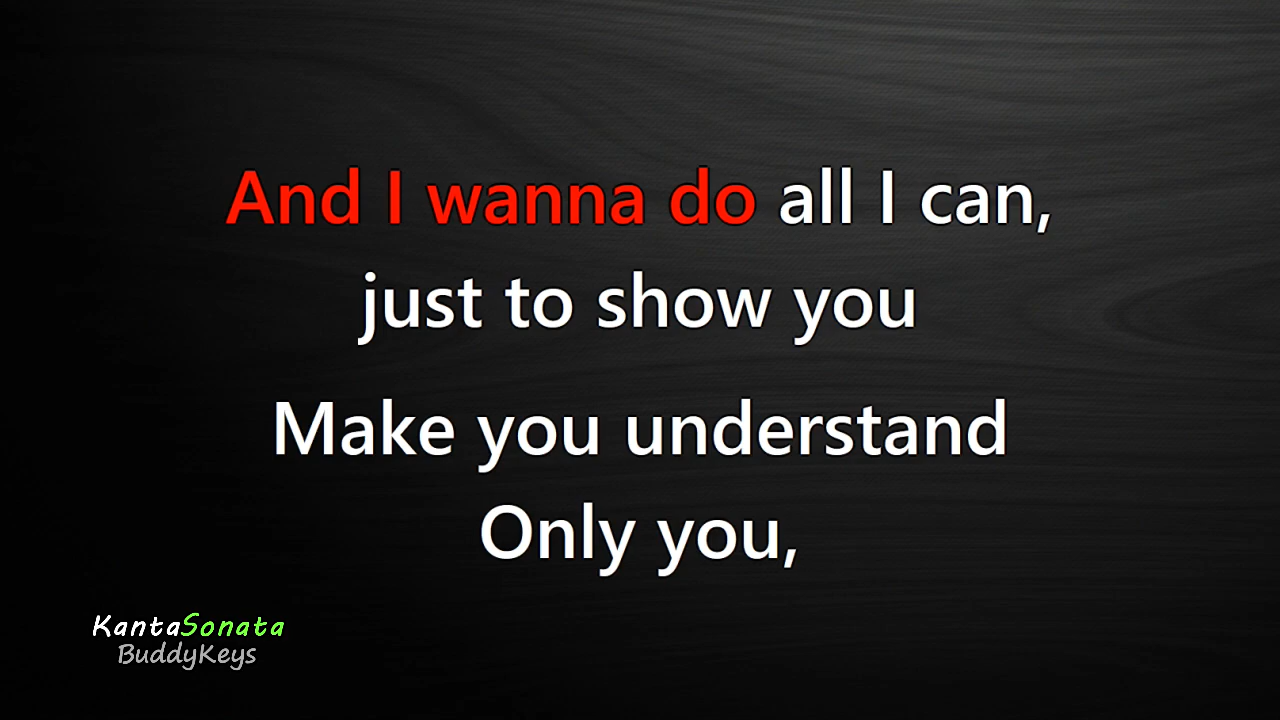 And I wanna do all I can,
just to show you
Make you understand
Only you,
KantaSonata
BuddyKeys